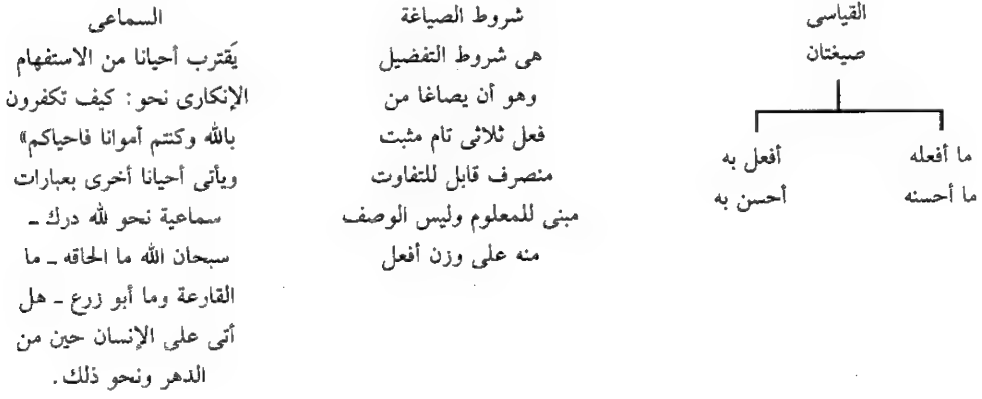 القياسى
صيغتان
ما أفعله
أفعل به
ما أحسنه
أحسن به
شروط الصياغة
هى شروط التفضيل
وهو أن يصاغا من
فعل ثلاثى تام مثبت
منصرف قابل للتفاوت
مبنى للمعلوم وليس الوصف
منه على وزن أفعل
السماعى
يَقترب أحيانا من الاستفهام
الإنكارى نحو: كيف تكفرون
بالله وكنتم أموانا فاحياكم»
ويأتى أحيانا أخرى بعبارات
سماعية نحو لله درك ـ
سبحان الله ما الحاقه ـ ما
القارعة وما أبو زرع ـ هل
أتى على الإنسان حين من
الدهر ونحو ذلك.